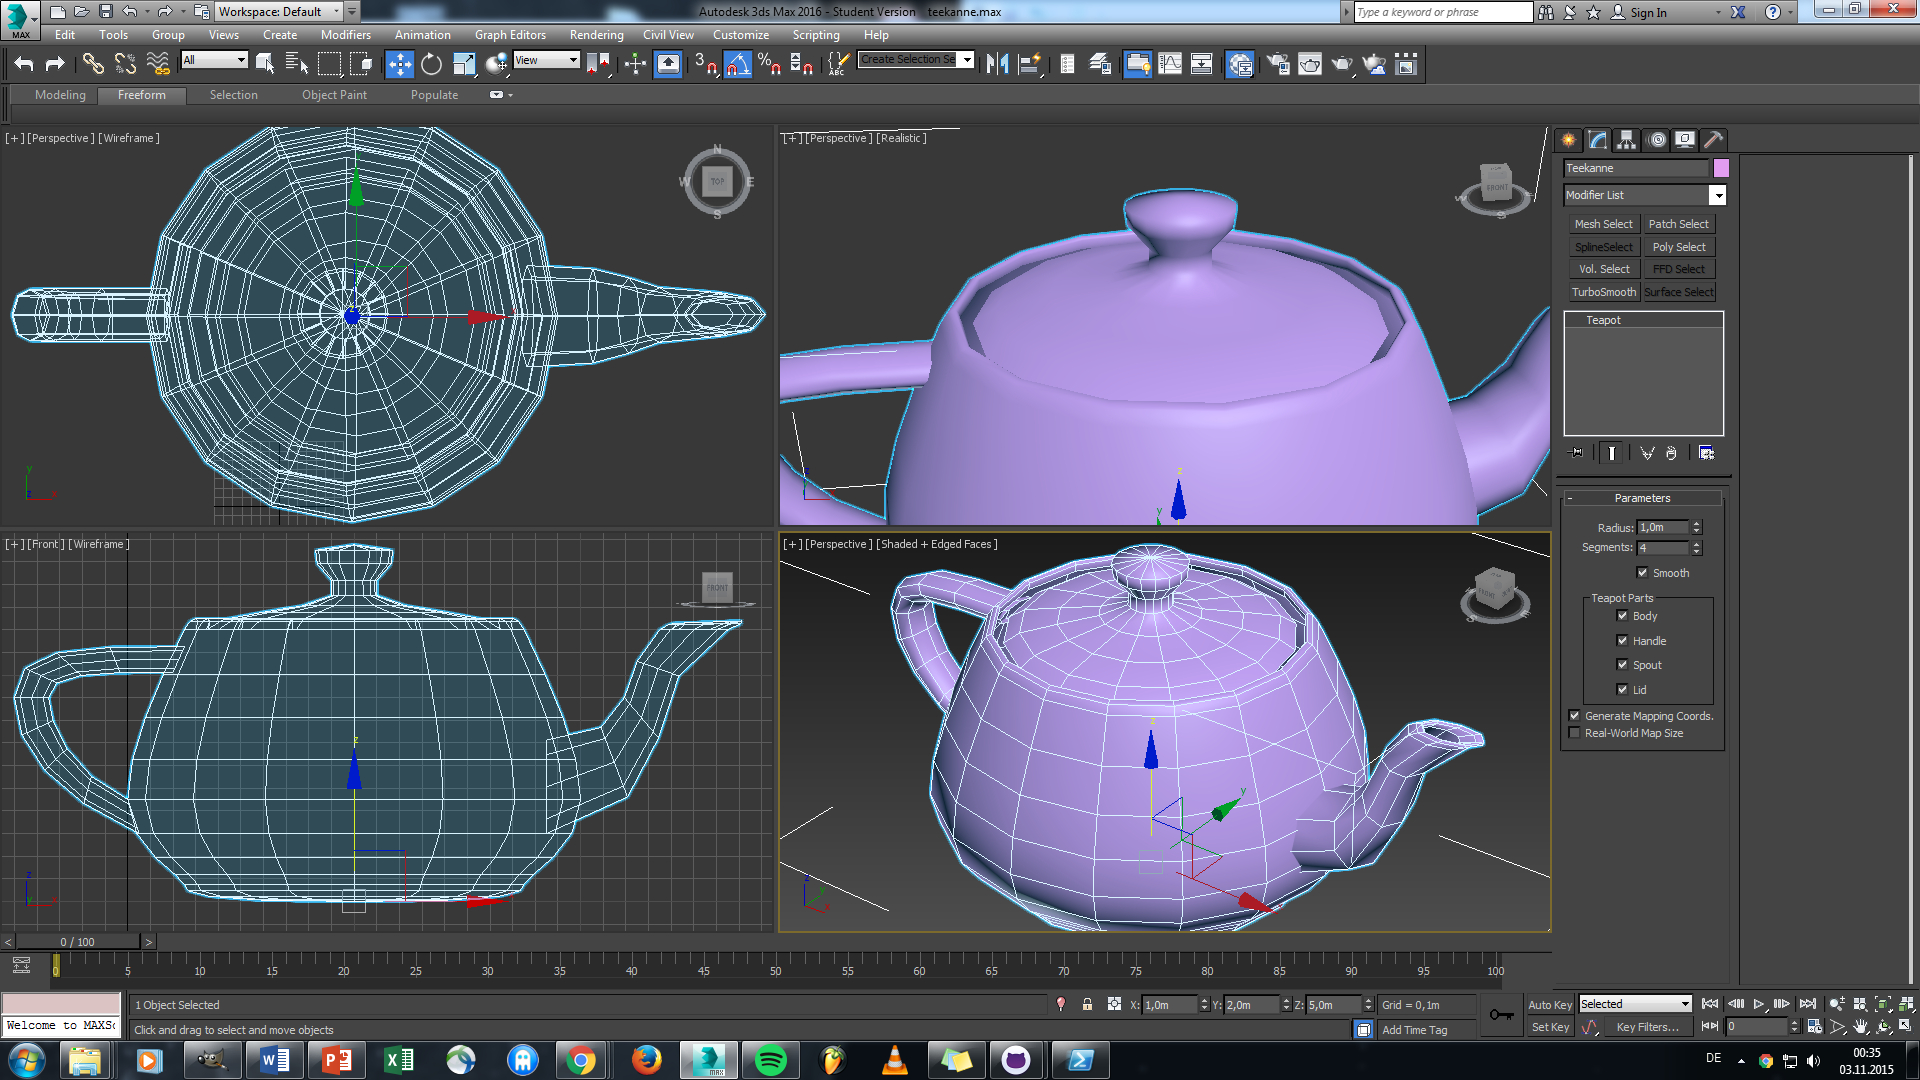 Workspace: Default
Autodesk 3ds Max 2016 - Student Version teekanne.max
Type a keyword or phrase
Sign In
MAX
Edit Tools Group Views Create Modifiers Animation Graph Editors Rendering Civil View Customize Scripting Help
All
View
3
ABC
Create Selection Se
Modeling Freeform Selection Object Paint Populate
[+] [Perspective] [Wireframe]
N
W TOP E
S
[+] [Perspective] [Realistic]
FRONT
Teekanne
Modifier List
Mesh Select Patch Select
SplineSelect Poly Select
Vol. Select FFD Select
TurboSmooth Surface Select
Teapot
Parameters
Radius: 1,0m
Segments: 4
Smooth
Teapot Parts
Body
Handle
Spout
Lid
Generate Mapping Coords.
Real-World Map Size
[+] [Front] [Wireframe]
FRONT
[+] [Perspective] [Shaded + Edged Faces]
FRONT
< 0 / 100 >
0 5 10 15 20 25 30 35 40 45 50 55 60 65 70 75 80 85 90 95 100
1 Object Selected
X: 1,0m Y: 2,0m Z: 5,0m Grid = 0,1m
Auto Key Selected
Welcome to MAXSc
Click and drag to select and move objects
Add Time Tag
Set Key Key Filters... 0
DE
00:35
03.11.2015